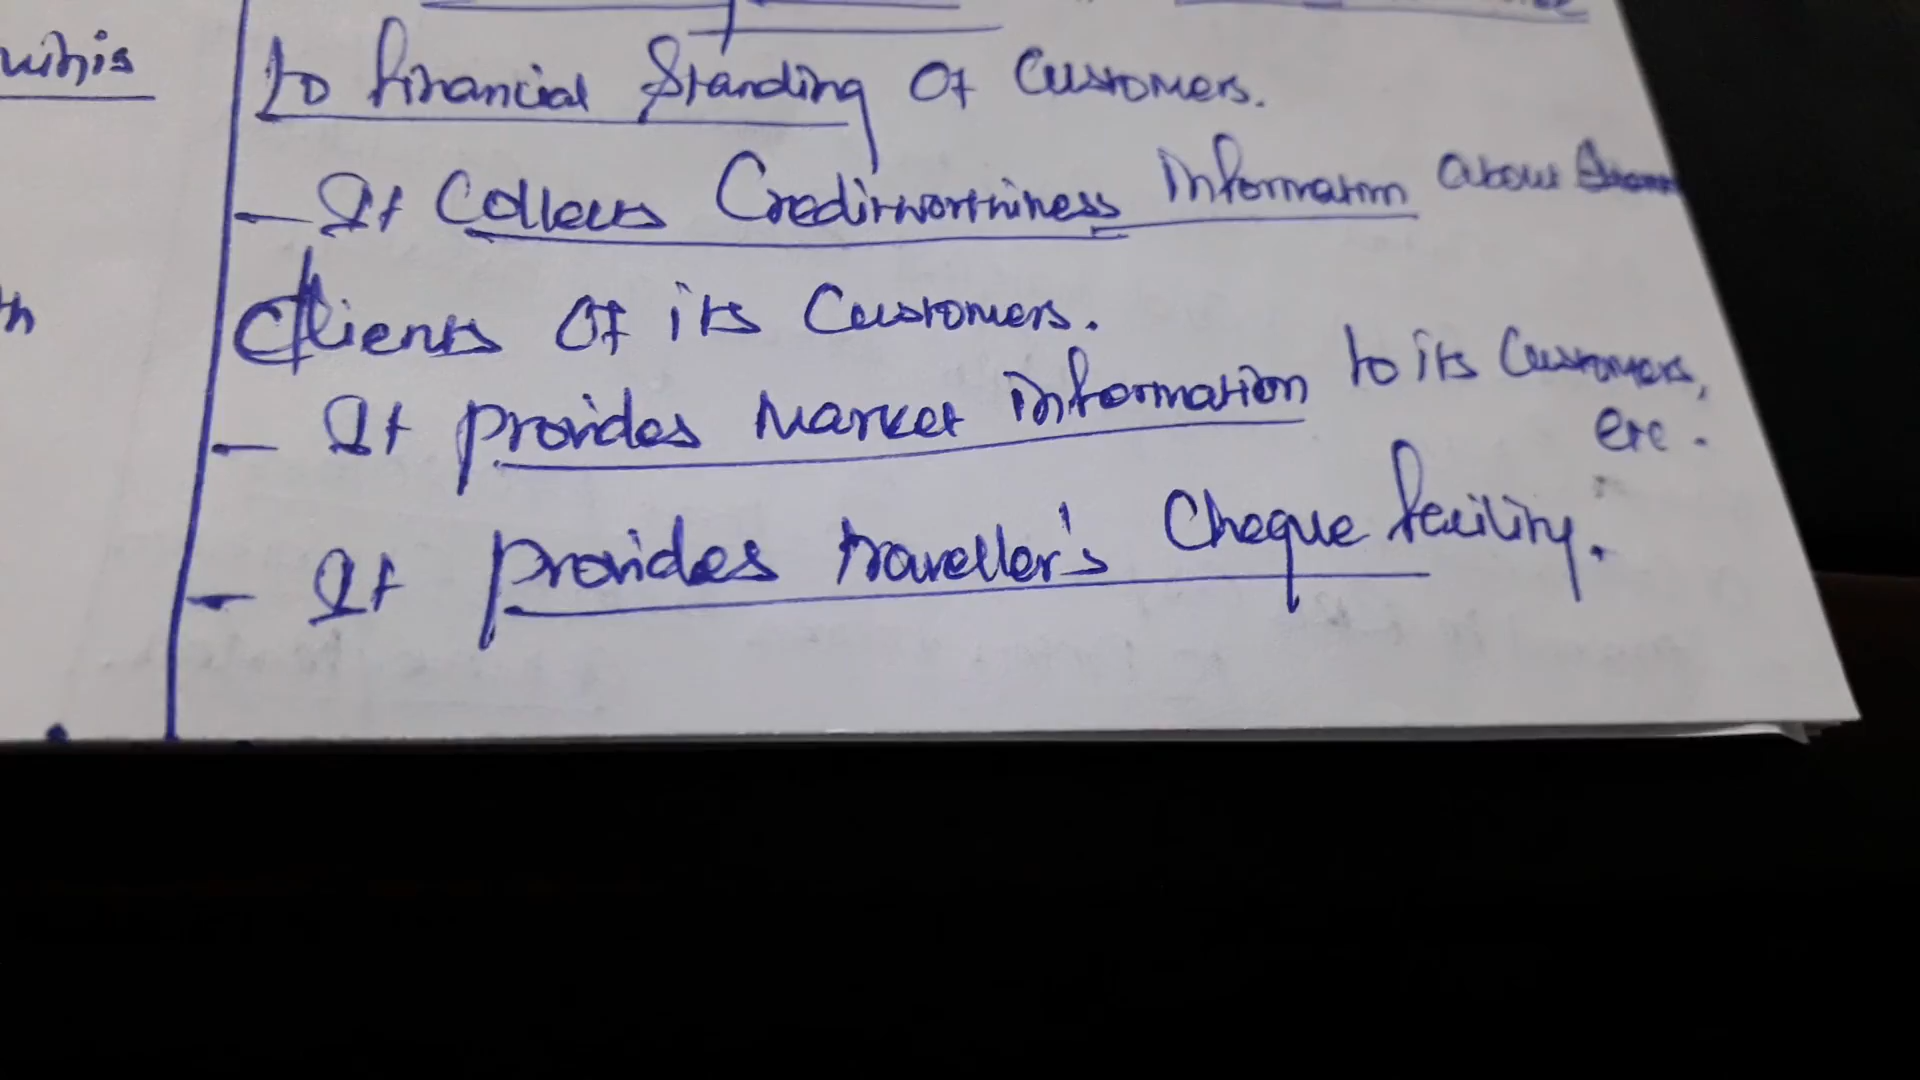 to financial Standing Of Customers.
- It Collects Creditworthiness Information about
Clients Of its Customers.
- It provides Market information to its Customers,
etc.
- It provides traveller's Cheque facility.